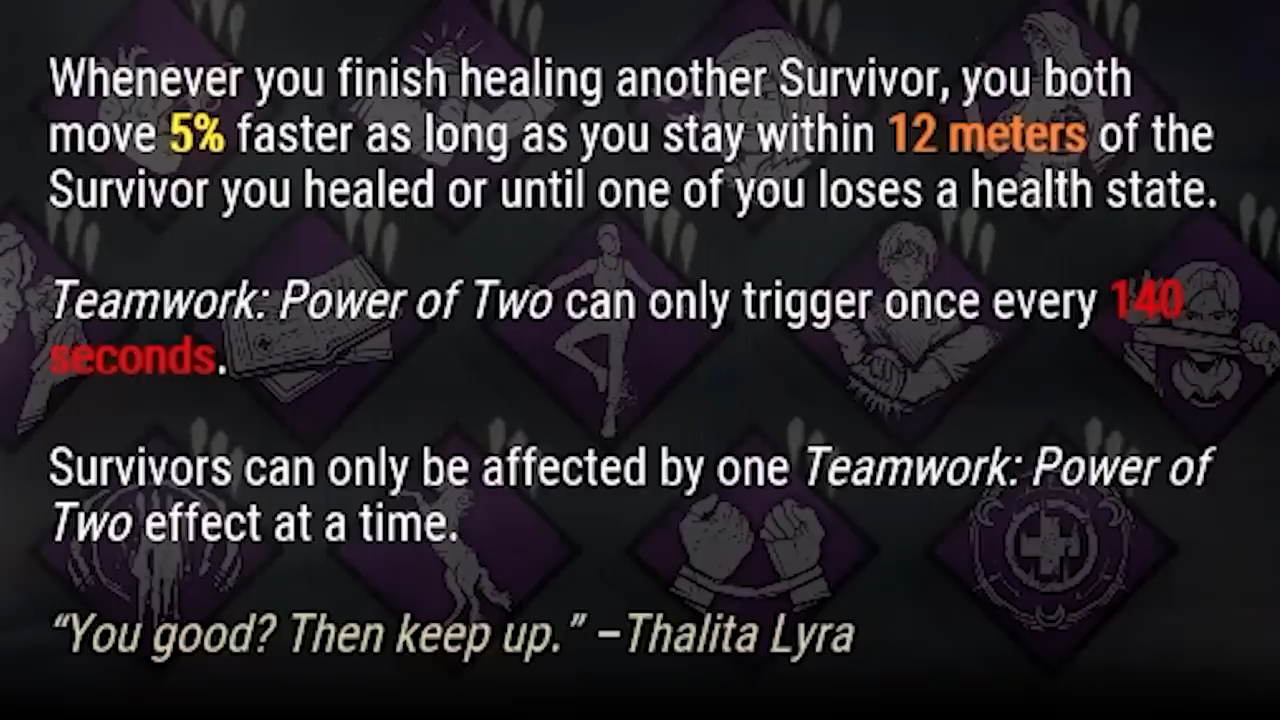 Whenever you finish healing another Survivor, you both
move 5% faster as long as you stay within 12 meters of the
Survivor you healed or until one of you loses a health state.
Teamwork: Power of Two can only trigger once every 140
seconds.
Survivors can only be affected by one Teamwork: Power of
Two effect at a time.
“You good? Then keep up.” –Thalita Lyra